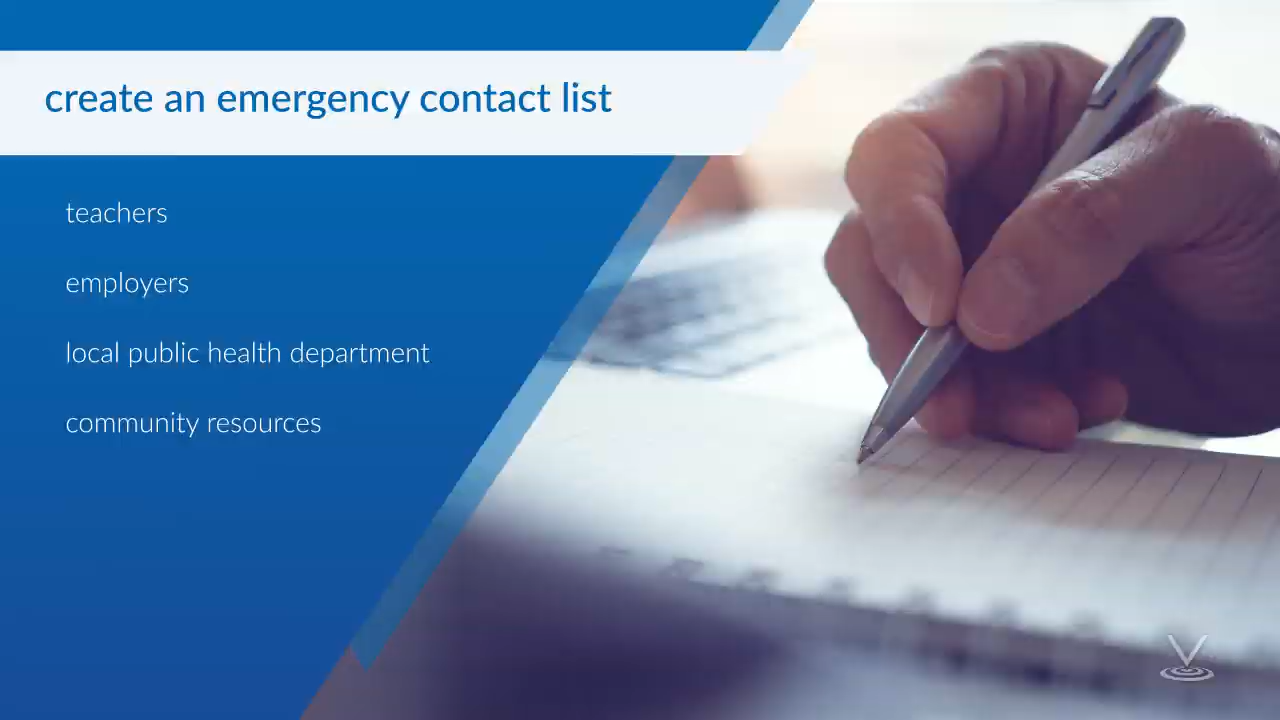 create an emergency contact list
teachers
employers
local public health department
community resources